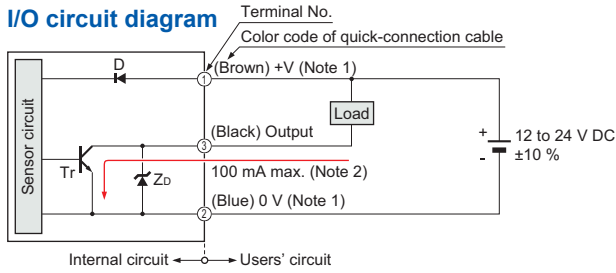 I/O circuit diagram
Terminal No.
Color code of quick-connection cable
D
1
(Brown) +V (Note 1)
Sensor circuit
Load
(Black) Output
3
+
12 to 24 V DC
-
±10 %
Tr
ZD
100 mA max. (Note 2)
(Blue) 0 V (Note 1)
2
Internal circuit
Users' circuit